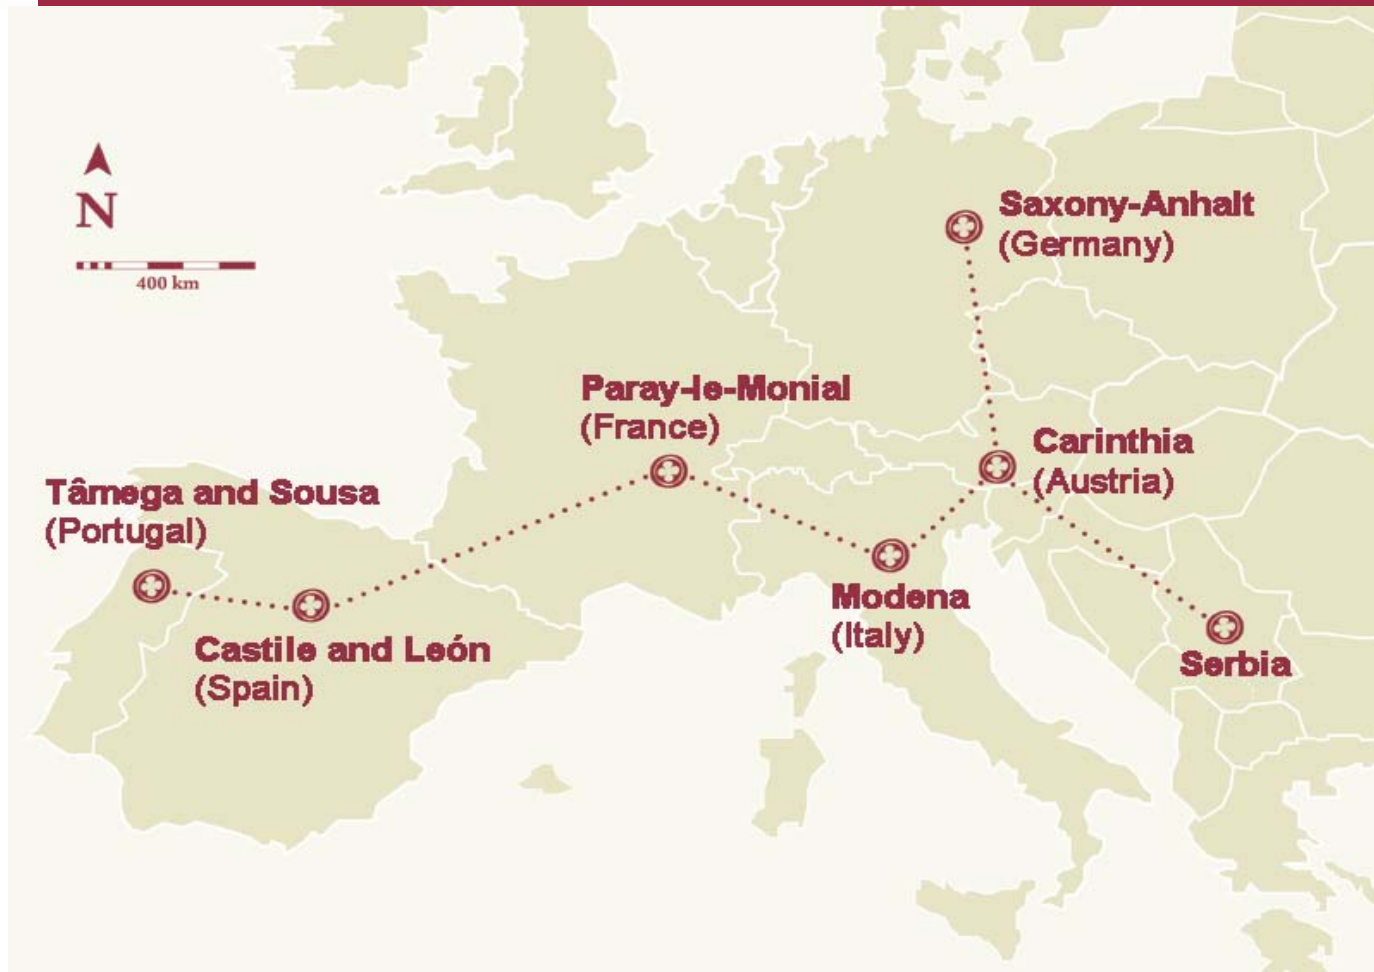 N
400 km
Saxony-Anhalt
(Germany)
Paray-le-Monial
(France)
Carinthia
(Austria)
Tâmega and Sousa
(Portugal)
Modena
(Italy)
Castile and León
(Spain)
Serbia